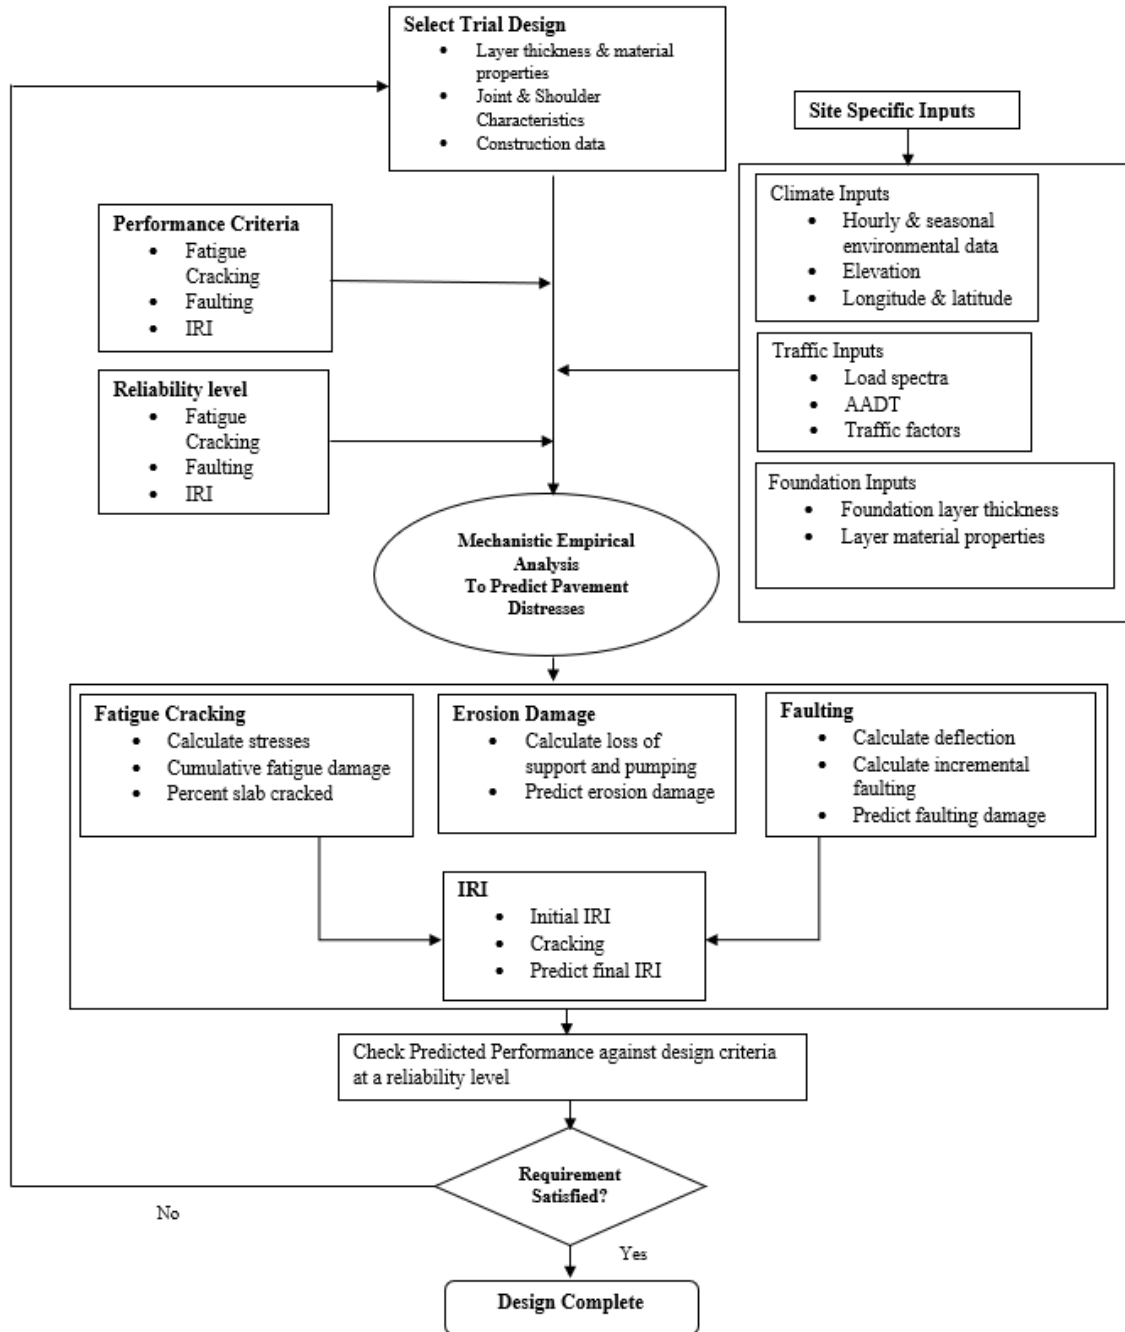 Select Trial Design
• Layer thickness & material
properties
• Joint & Shoulder
Characteristics
• Construction data
Site Specific Inputs
Climate Inputs
• Hourly & seasonal
environmental data
• Elevation
• Longitude & latitude
Performance Criteria
• Fatigue
Cracking
• Faulting
• IRI
Traffic Inputs
• Load spectra
• AADT
• Traffic factors
Reliability level
• Fatigue
Cracking
• Faulting
• IRI
Foundation Inputs
• Foundation layer thickness
• Layer material properties
Mechanistic Empirical
Analysis
To Predict Pavement
Distresses
Fatigue Cracking
• Calculate stresses
• Cumulative fatigue damage
• Percent slab cracked
Erosion Damage
• Calculate loss of
support and pumping
• Predict erosion damage
Faulting
• Calculate deflection
• Calculate incremental
faulting
• Predict faulting damage
IRI
• Initial IRI
• Cracking
• Predict final IRI
Check Predicted Performance against design criteria
at a reliability level
Requirement
Satisfied?
No
Yes
Design Complete